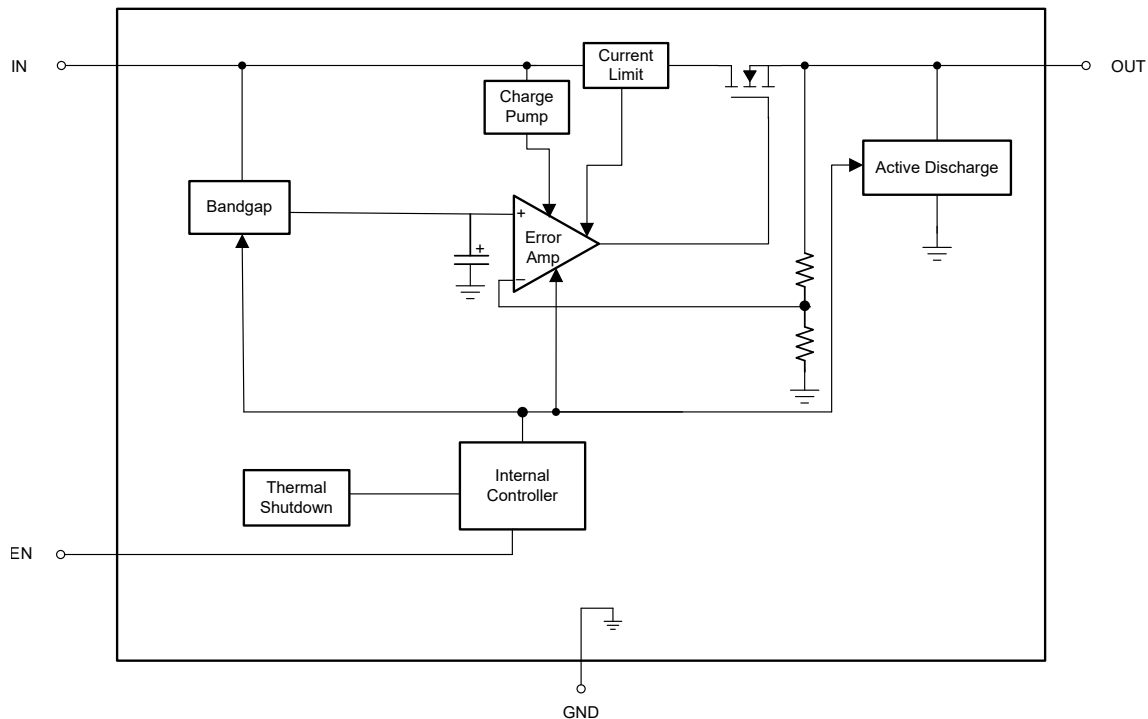 IN
Current
Limit
OUT
Charge
Pump
Active Discharge
Bandgap
+
+
Error
Amp
–
Internal
Controller
Thermal
Shutdown
EN
GND